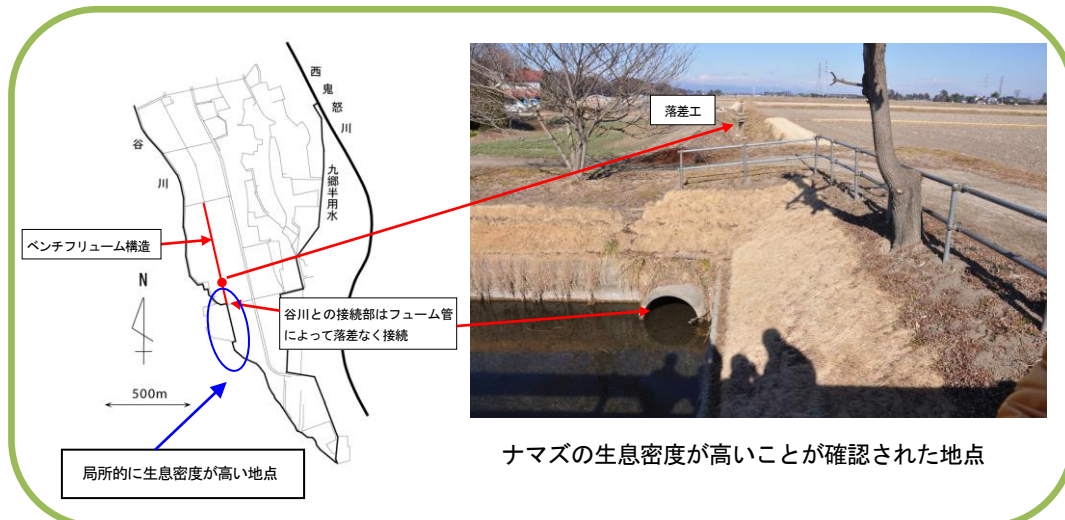 西鬼怒川
谷川
九郷半用水
ベンチフリューム構造
N
谷川との接続部はフューム管
によって落差なく接続
500m
局所的に生息密度が高い地点
落差工
ナマズの生息密度が高いことが確認された地点